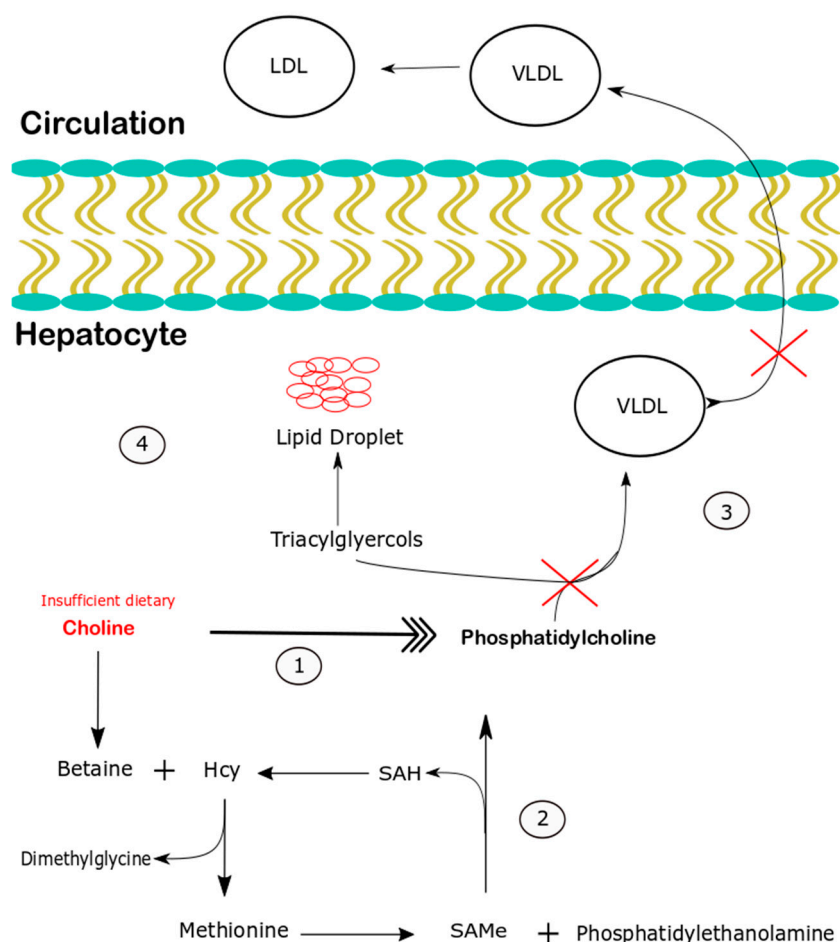 LDL
VLDL
Circulation
Hepatocyte
VLDL
Lipid Droplet
4
3
Triacylglyercols
Insufficient dietary
Choline
Phosphatidylcholine
1
Betaine + Hcy
SAH
2
Dimethylglycine
Methionine
SAMe + Phosphatidylethanolamine